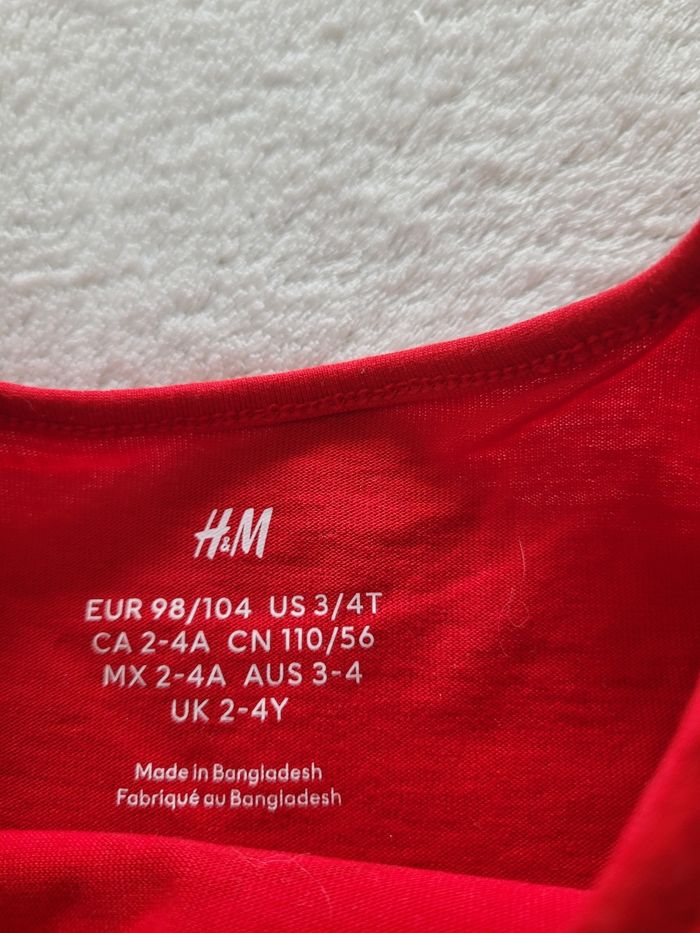 H&M
EUR 98/104 US 3/4T
CA 2-4A CN 110/56
MX 2-4A AUS 3-4
UK 2-4Y
Made in Bangladesh
Fabriqué au Bangladesh